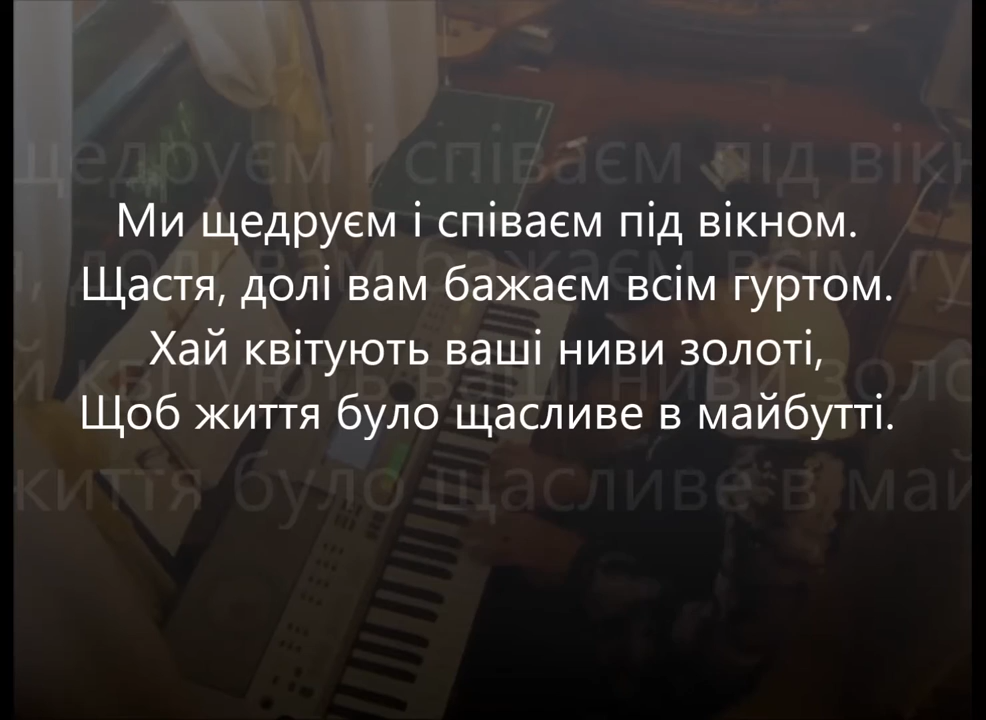 Ми щедруєм і співаєм під вікном.
Щастя, долі вам бажаєм всім гуртом.
Хай квітують ваші ниви золоті,
Щоб життя було щасливе в майбутті.